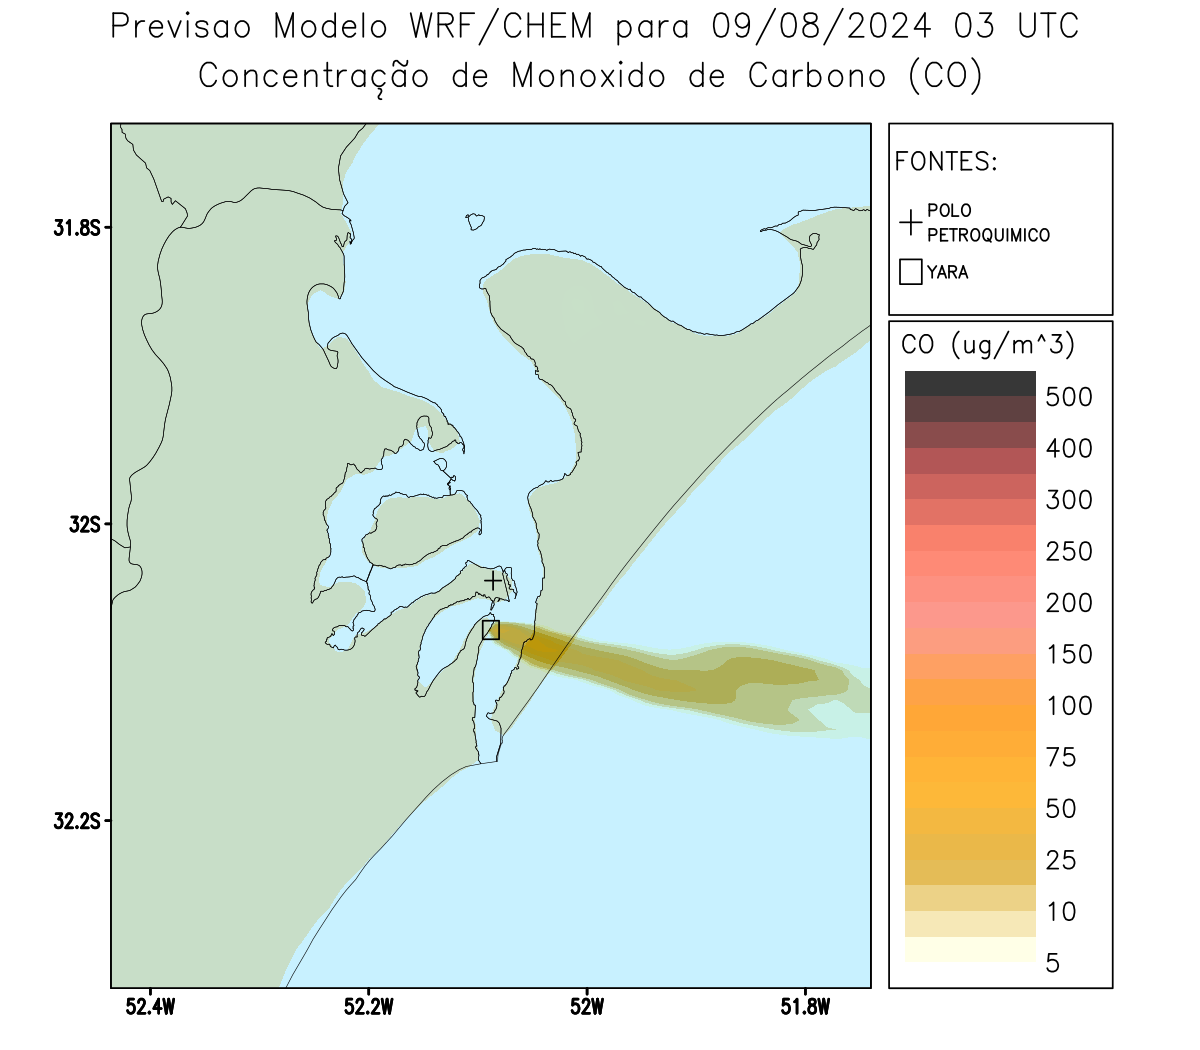 Previsao Modelo WRF/CHEM para 09/08/2024 03 UTC
Concentração de Monoxido de Carbono (CO)
31.8S
32S
32.2S
52.4W
52.2W
52W
51.8W
FONTES:
POLO
PETROQUIMICO
YARA
CO (ug/m^3)
500
400
300
250
200
150
100
75
50
25
10
5